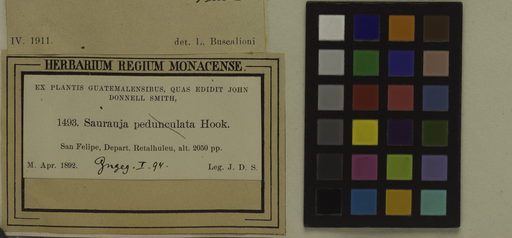 IV. 1911. det. L. Buscalioni
HERBARIUM REGIUM MONACENSE.
EX PLANTIS GUATEMALENSIBUS, QUAS EDIDIT JOHN
DONNELL SMITH,
1493. Saurauja pedunculata Hook.
San Felipe, Depart. Retalhuleu, alt. 2050 pp.
M. Apr. 1892. Leg. J. D. S.